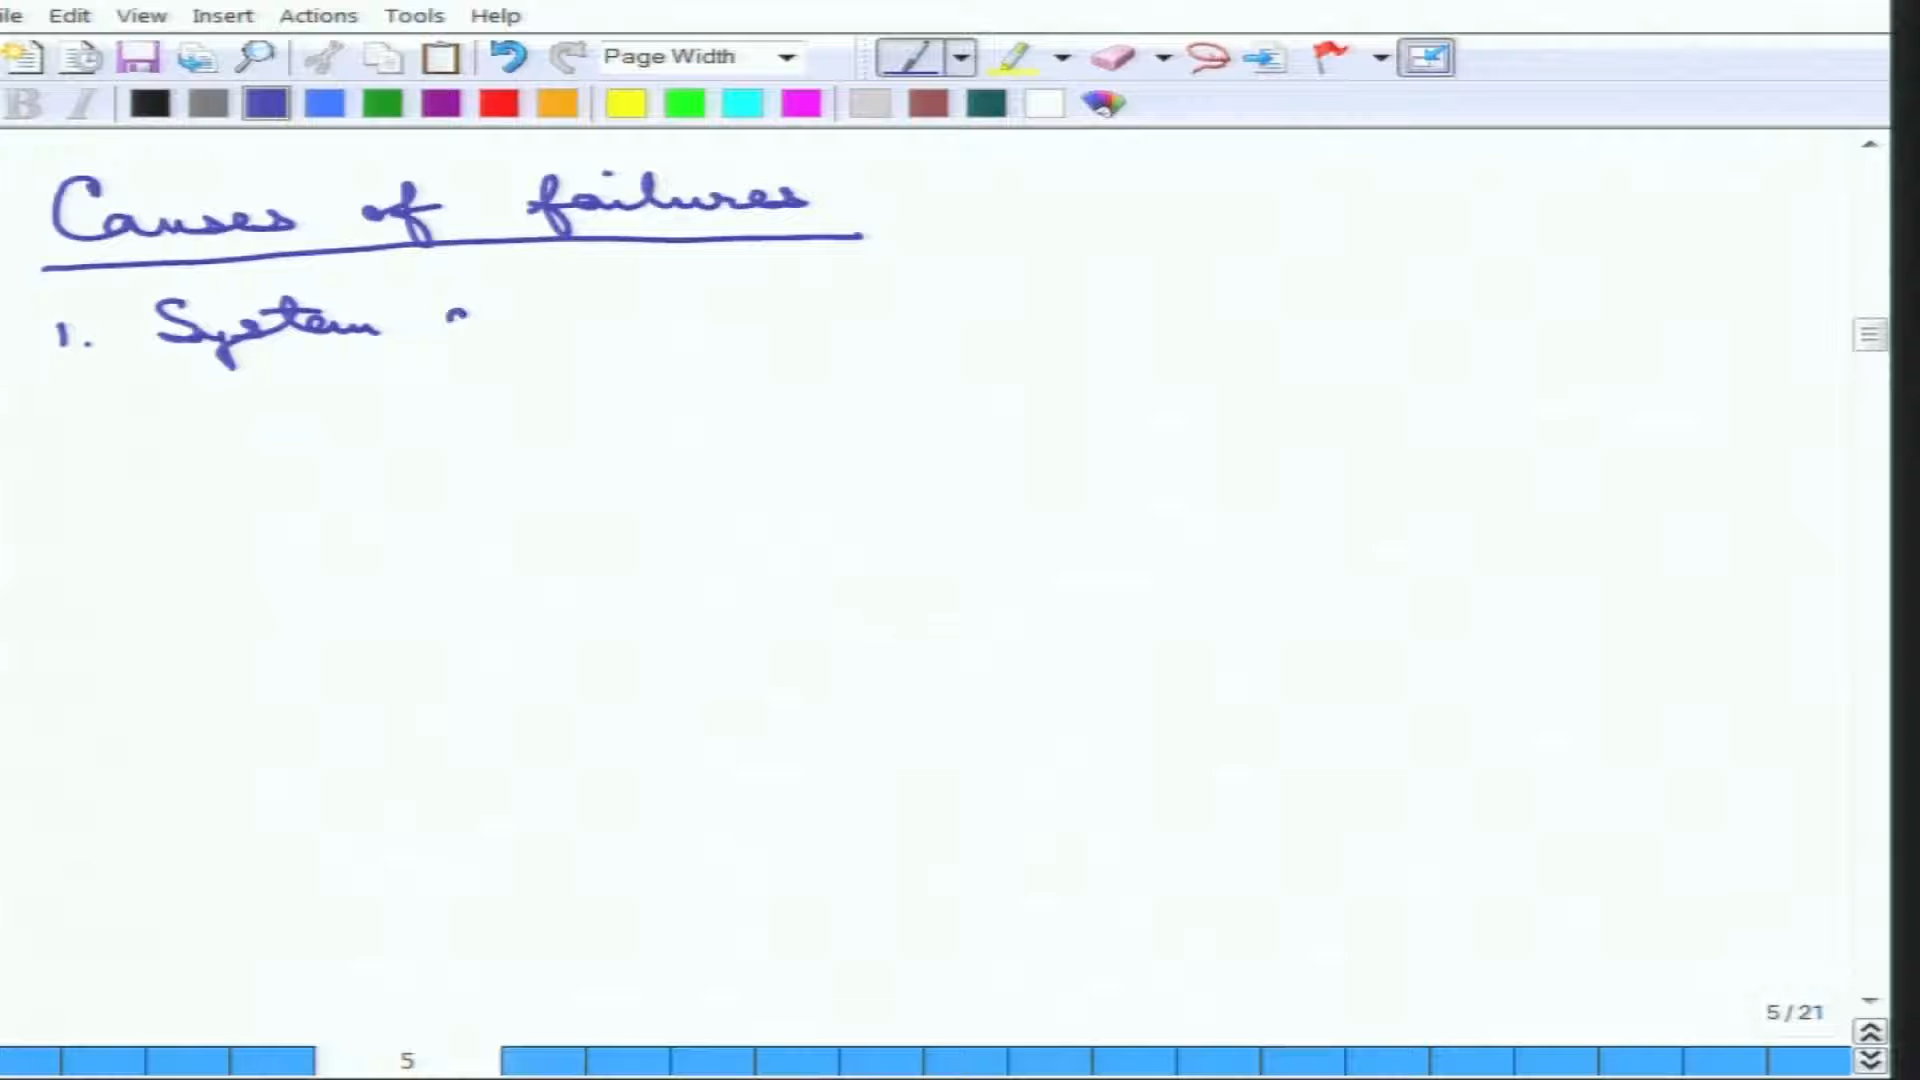 ile Edit View Insert Actions Tools Help
Page Width
B I
Causes of failures
1. System
5/21
5